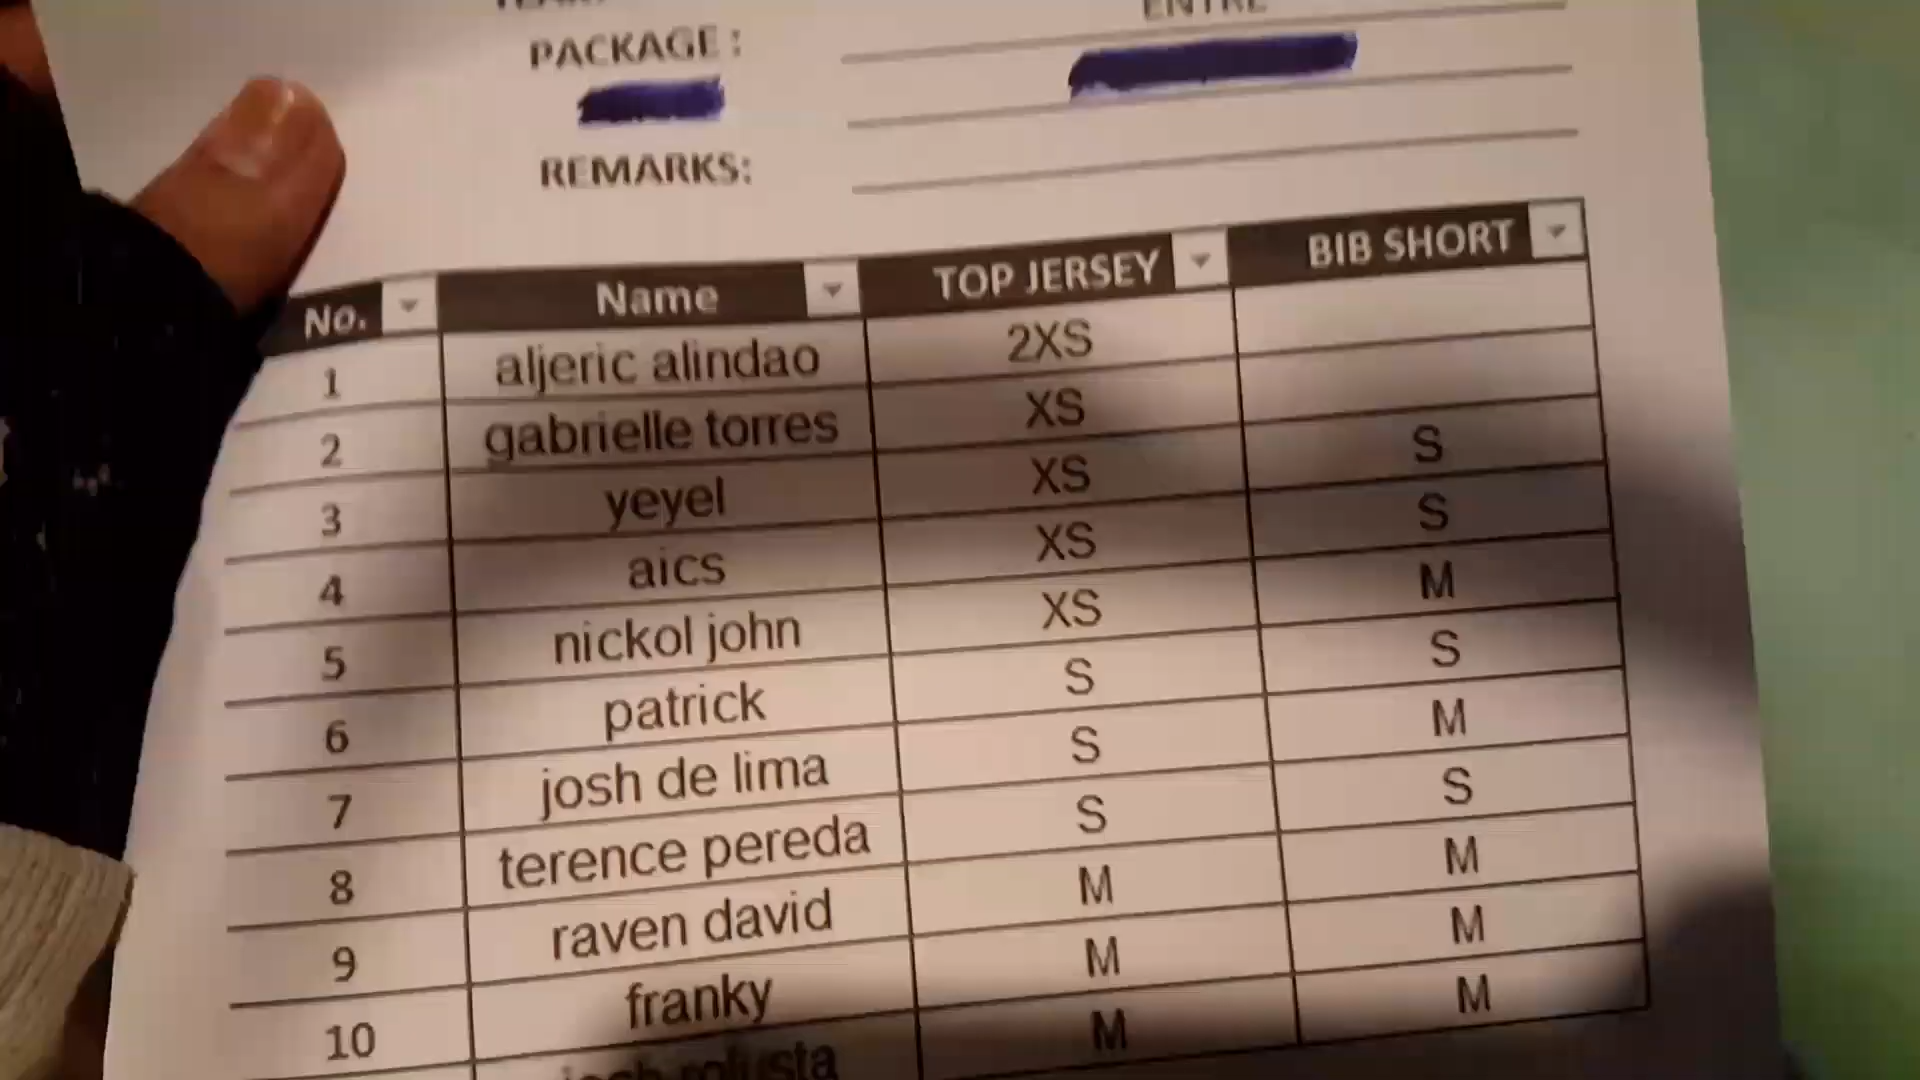 PACKAGE :
REMARKS:
No. Name TOP JERSEY BIB SHORT
1 aljeric alindao 2XS
2 gabrielle torres XS
3 yeyel XS S
4 aics XS S
5 nickol john XS M
6 patrick S S
7 josh de lima S M
8 terence pereda S S
9 raven david M M
10 franky M M
M M